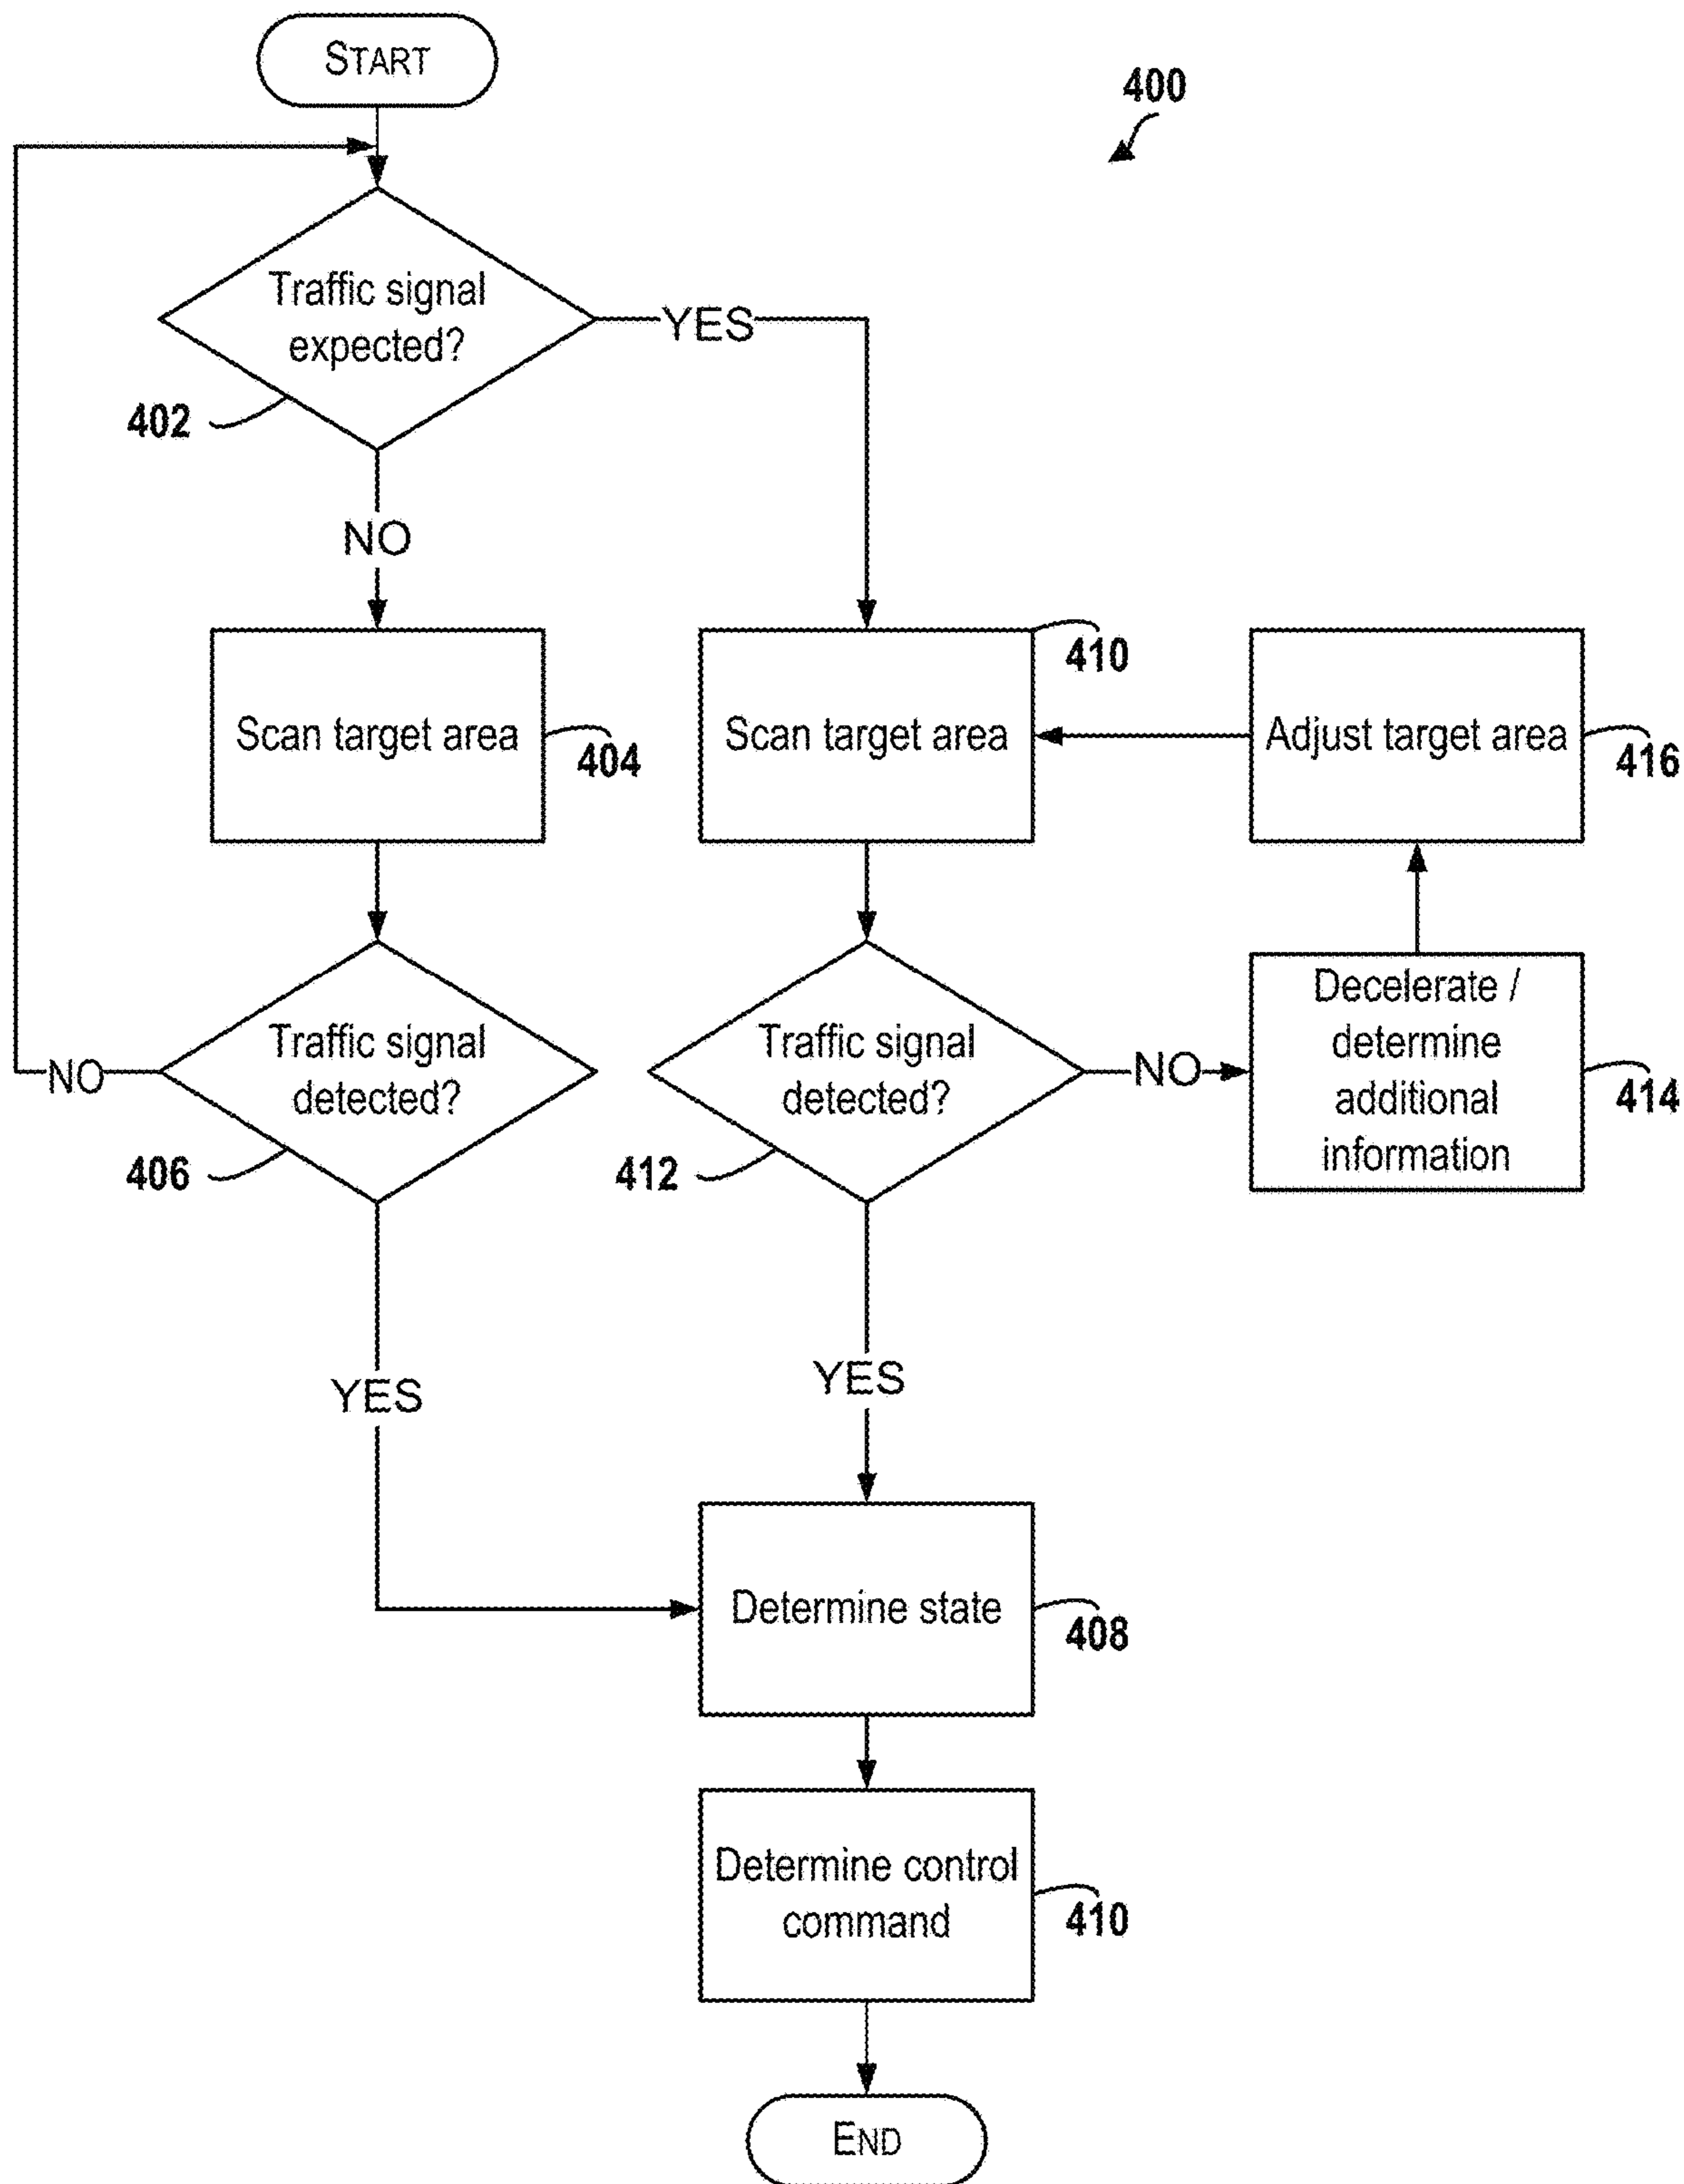 START
400
Traffic signal
expected?
YES
402
NO
410
Scan target area
404
Scan target area
Adjust target area
416
Traffic signal
detected?
NO
406
Traffic signal
detected?
NO
412
Decelerate /
determine
additional
information
414
YES
YES
Determine state
408
Determine control
command
410
END